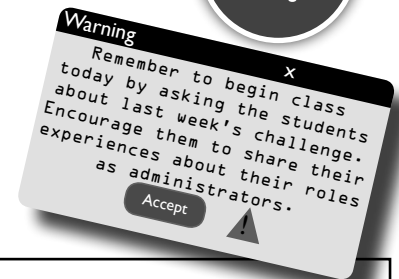 Warning
x
Remember to begin class
today by asking the students
about last week's challenge.
Encourage them to share their
experiences about their roles
as administrators.
Accept
!